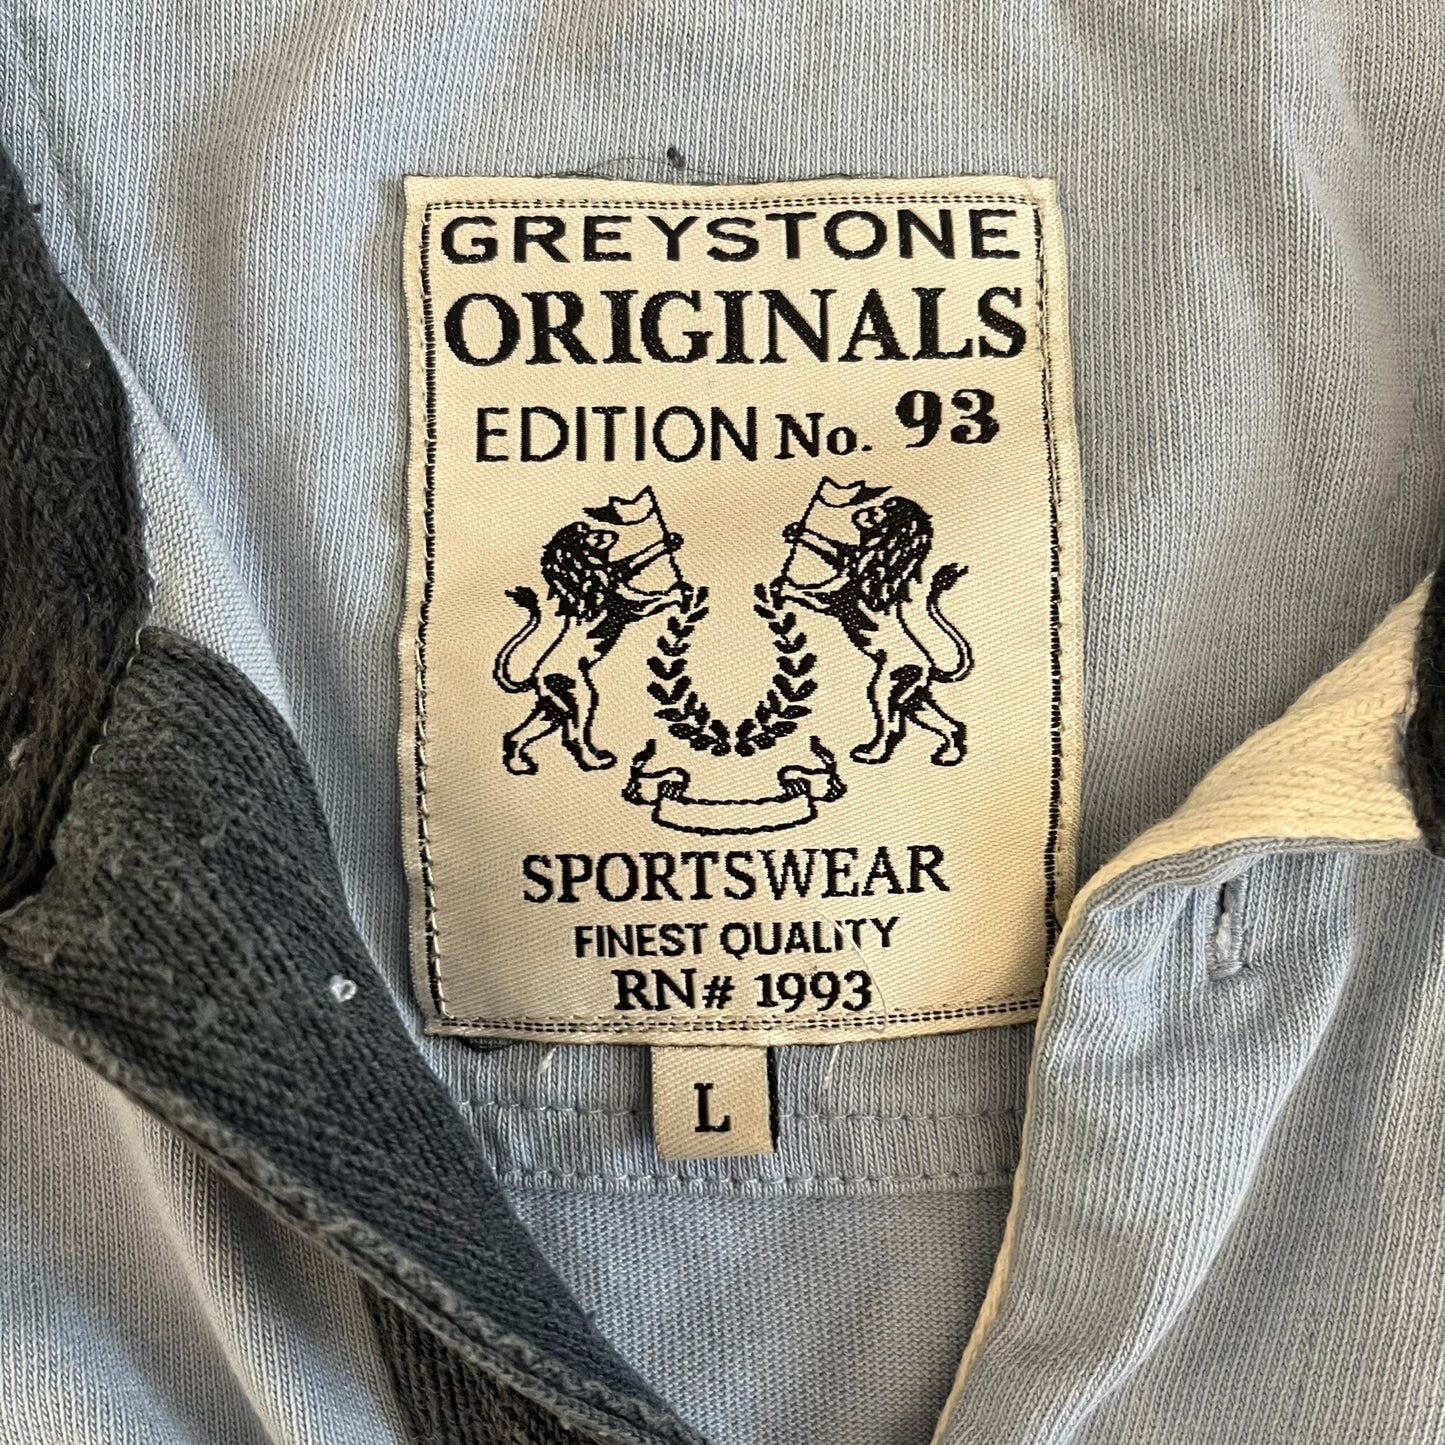 GREYSTONE
ORIGINALS
EDITION No. 93
SPORTSWEAR
FINEST QUALITY
RN# 1993
L